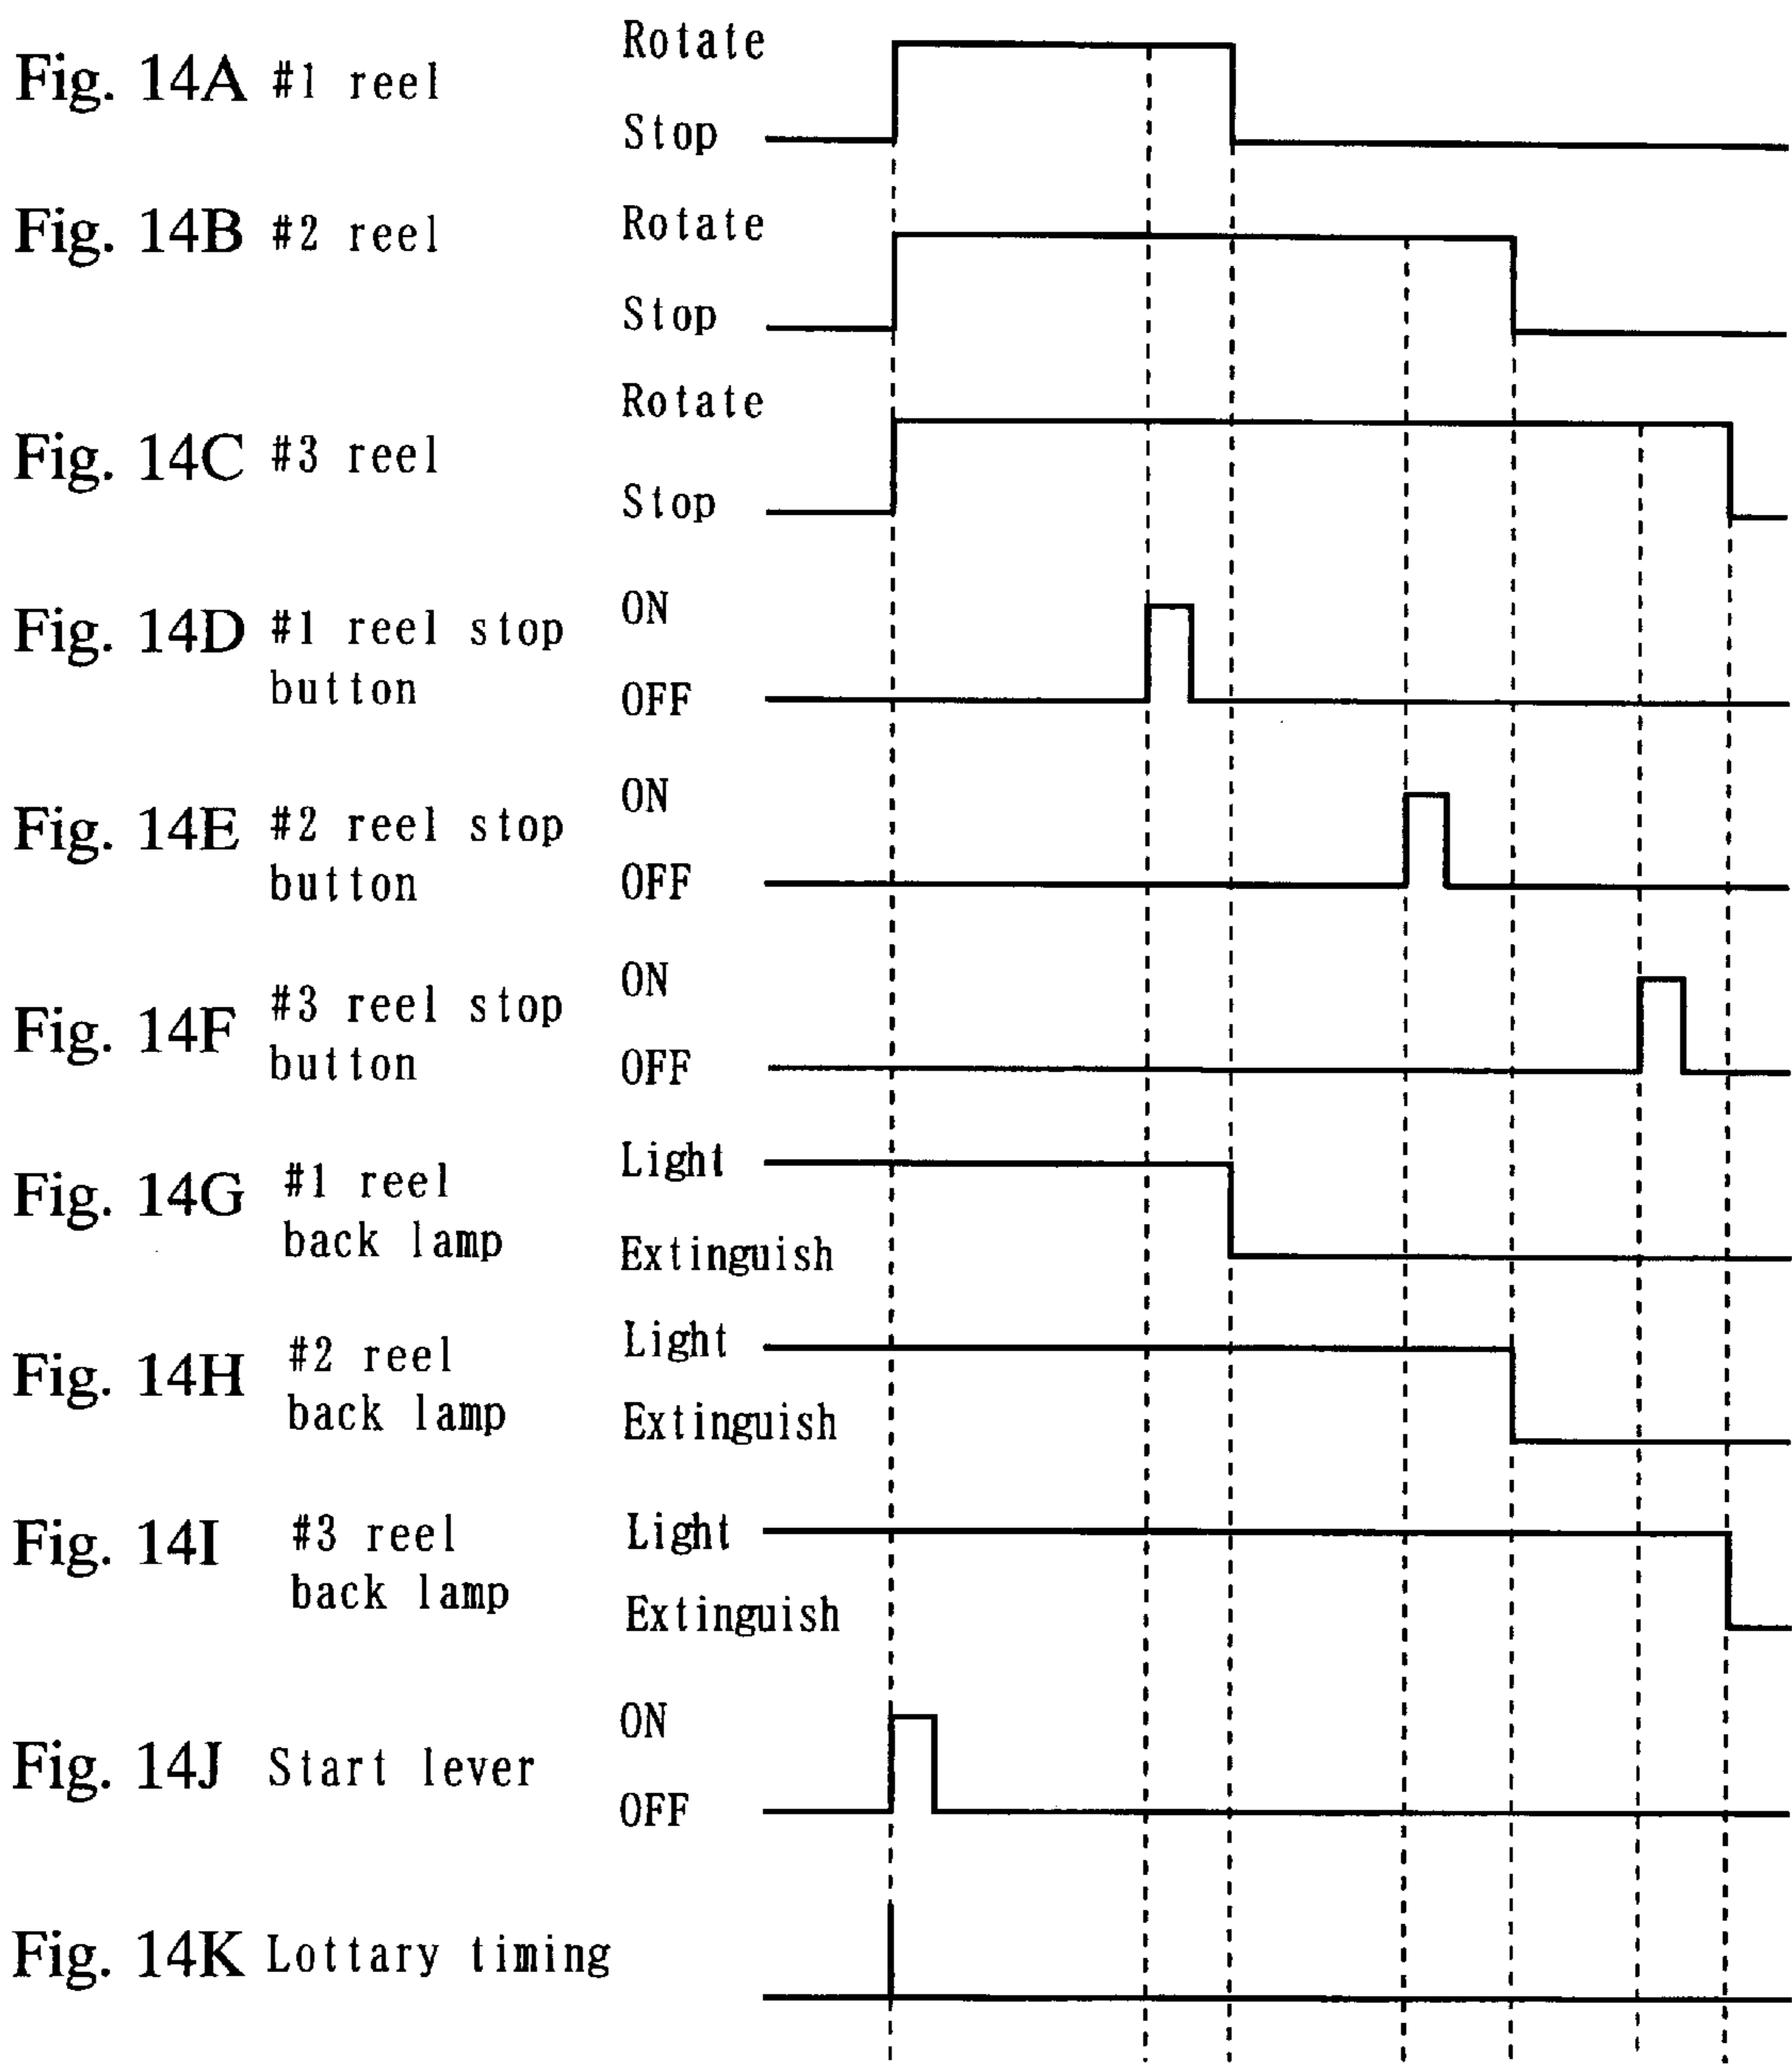 Rotate
Fig. 14A #1 reel
Stop
Rotate
Fig. 14B #2 reel
Stop
Rotate
Fig. 14C #3 reel
Stop
ON
Fig. 14D #1 reel stop
button
OFF
ON
Fig. 14E #2 reel stop
button
OFF
ON
Fig. 14F #3 reel stop
button
OFF
Light
Fig. 14G #1 reel
back lamp
Extinguish
Light
Fig. 14H #2 reel
back lamp
Extinguish
Light
Fig. 14I #3 reel
back lamp
Extinguish
ON
Fig. 14J Start lever
OFF
Fig. 14K Lottary timing